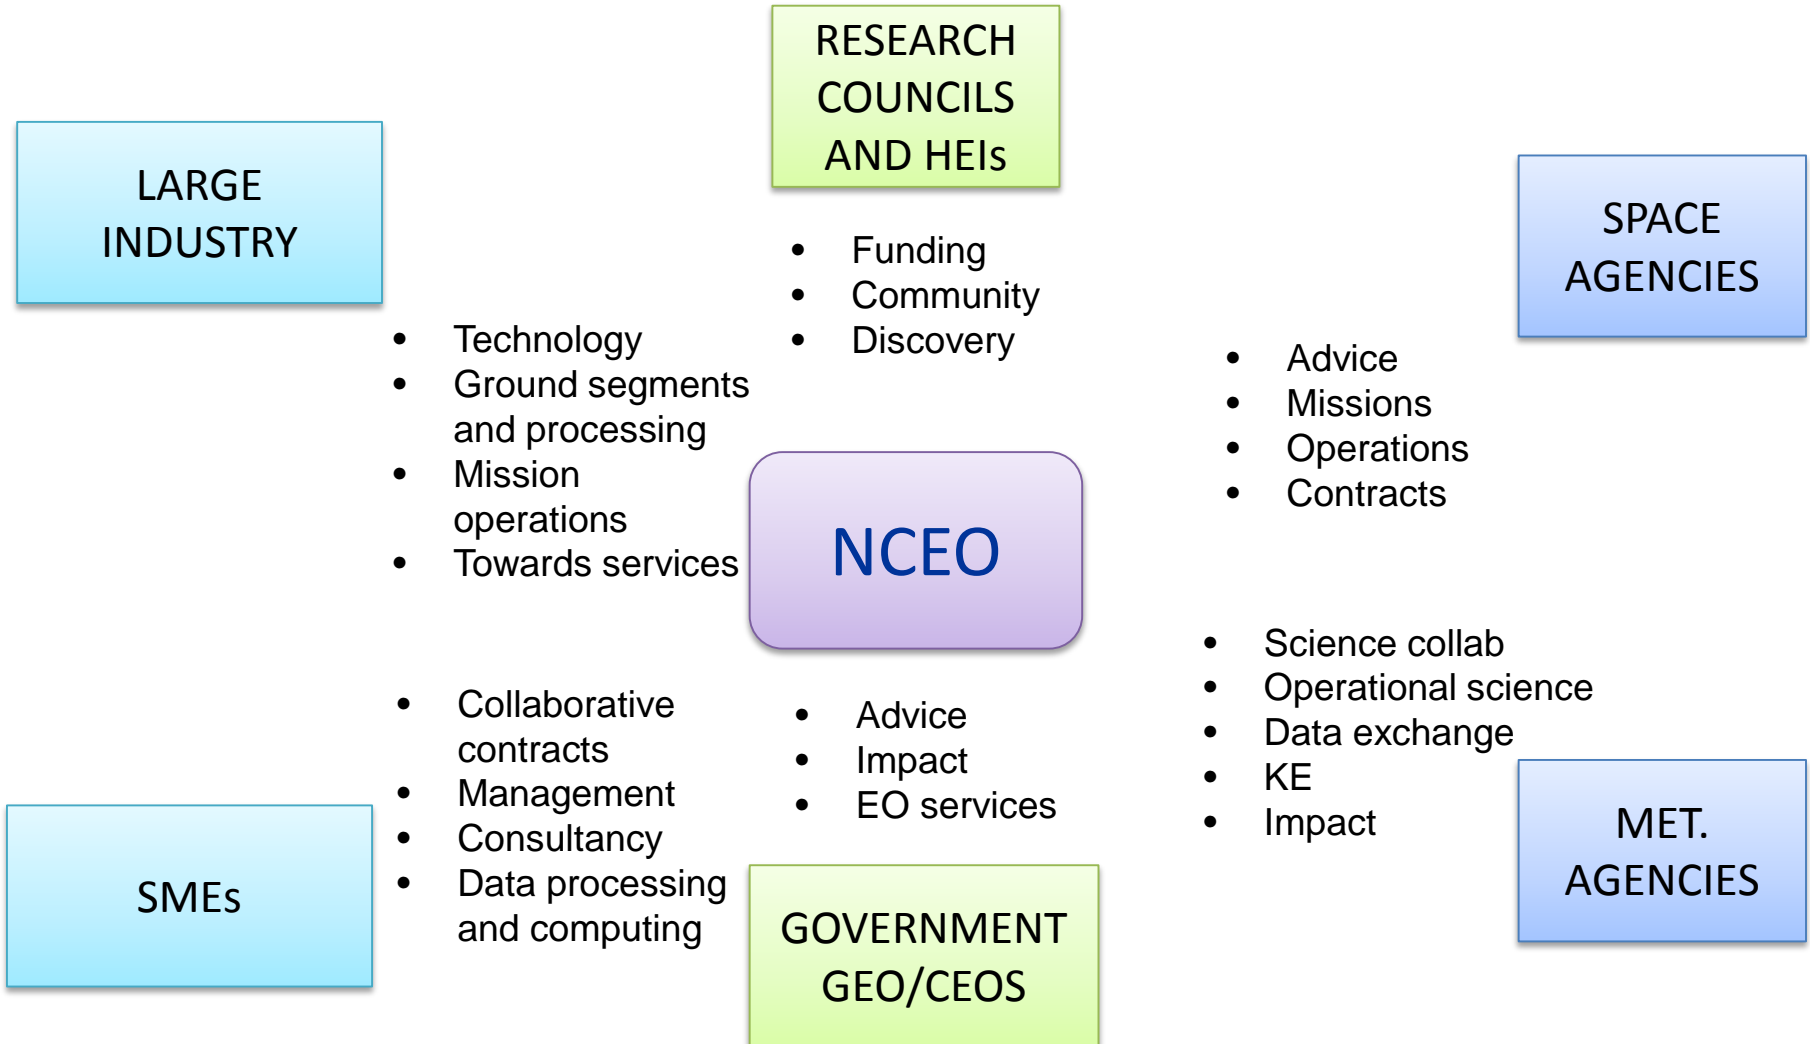 RESEARCH
COUNCILS
AND HEIs
LARGE
INDUSTRY
SPACE
AGENCIES
• Funding
• Community
• Discovery
• Technology
• Ground segments
and processing
• Mission
operations
• Towards services
• Advice
• Missions
• Operations
• Contracts
NCEO
• Collaborative
contracts
• Management
• Consultancy
• Data processing
and computing
• Advice
• Impact
• EO services
• Science collab
• Operational science
• Data exchange
• KE
• Impact
SMEs
GOVERNMENT
GEO/CEOS
MET.
AGENCIES